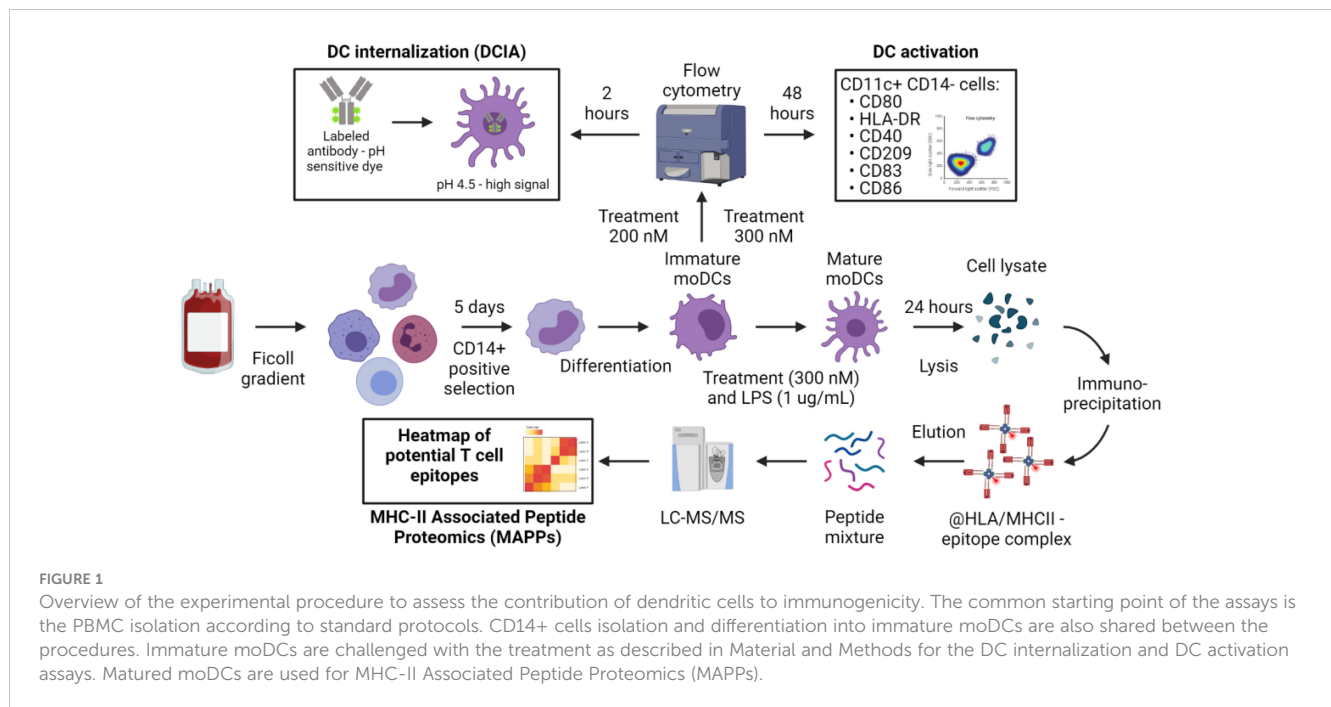 DC internalization (DCIA)
Labeled
antibody - pH
sensitive dye
pH 4.5 - high signal
2
hours
Flow
cytometry
48
hours
DC activation
CD11c+ CD14- cells:
• CD80
• HLA-DR
• CD40
• CD209
• CD83
• CD86
Flow cytometry
Treatment
200 nM
Treatment
300 nM
Ficoll
gradient
5 days
CD14+
positive
selection
Differentiation
Immature
moDCs
Treatment (300 nM)
and LPS (1 ug/mL)
Mature
moDCs
24 hours
Lysis
Cell lysate
Immuno-
precipitation
@HLA/MHCII -
epitope complex
Elution
Peptide
mixture
LC-MS/MS
Heatmap of
potential T cell
epitopes
MHC-II Associated Peptide
Proteomics (MAPPs)
FIGURE 1
Overview of the experimental procedure to assess the contribution of dendritic cells to immunogenicity. The common starting point of the assays is
the PBMC isolation according to standard protocols. CD14+ cells isolation and differentiation into immature moDCs are also shared between the
procedures. Immature moDCs are challenged with the treatment as described in Material and Methods for the DC internalization and DC activation
assays. Matured moDCs are used for MHC-II Associated Peptide Proteomics (MAPPs).